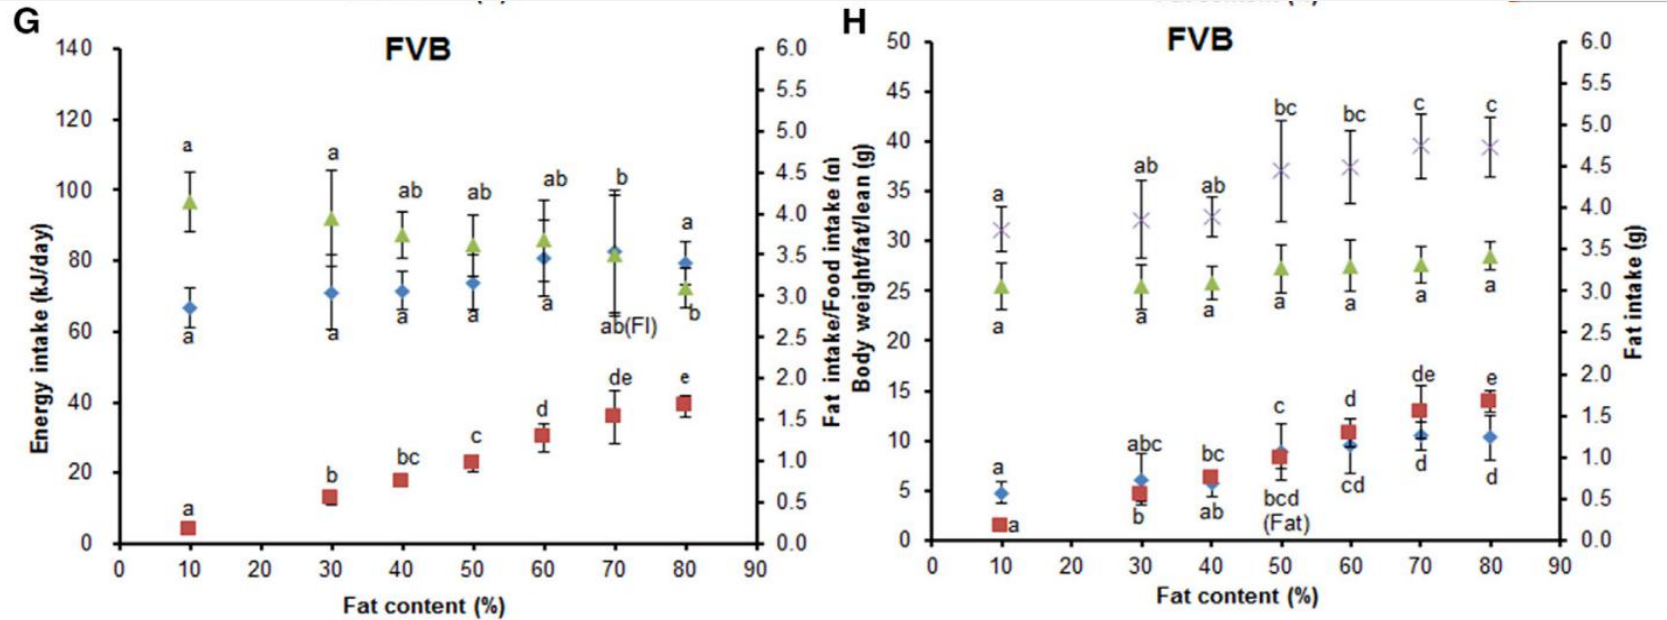 G
FVB
140
120
100
80
60
40
20
0
6.0
5.5
5.0
4.5
4.0
3.5
3.0
2.5
2.0
1.5
1.0
0.5
0.0
0 10 20 30 40 50 60 70 80 90
Energy intake (kJ/day)
Fat intake/Food intake (g)
Fat content (%)
a a ab ab ab b a
a a a a a ab(FI) b
a b bc c d de e
H
FVB
50
45
40
35
30
25
20
15
10
5
0
6.0
5.5
5.0
4.5
4.0
3.5
3.0
2.5
2.0
1.5
1.0
0.5
0.0
0 10 20 30 40 50 60 70 80 90
Body weight/fat/lean (g)
Fat intake (g)
Fat content (%)
a ab ab bc bc c c
a a a a a a a
a abc bc c d de e
a b ab bcd cd d d
(Fat)